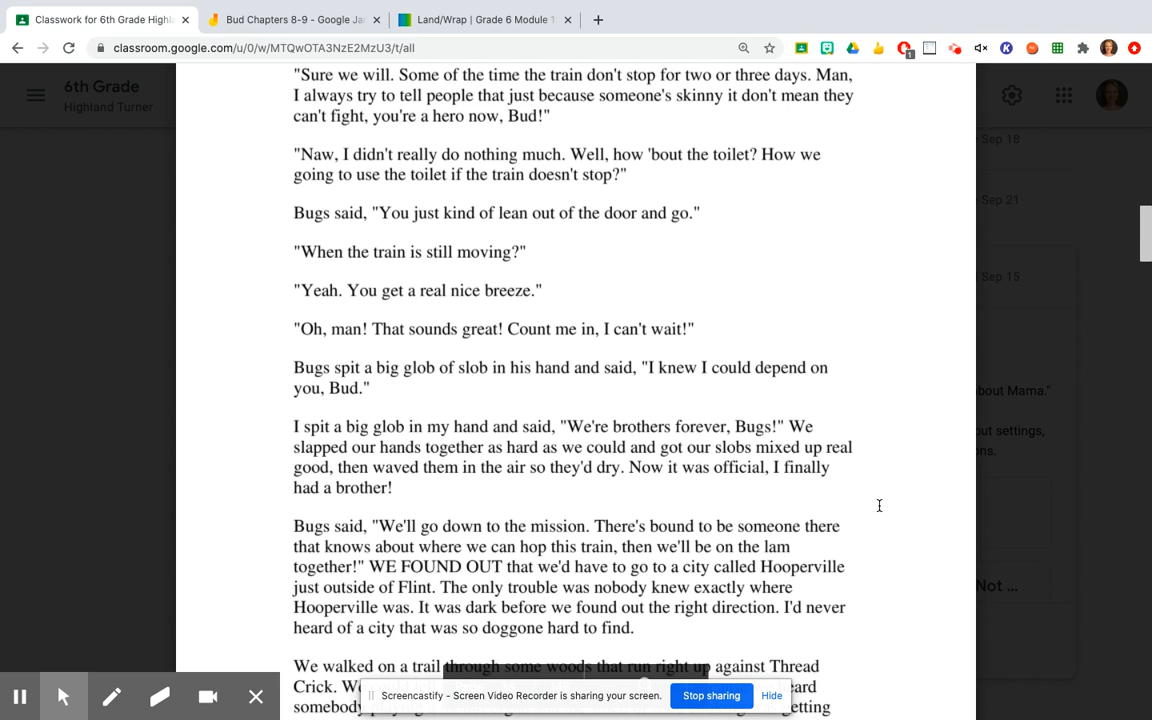 Classwork for 6th Grade Highla
Bud Chapters 8-9 - Google Ja
Land/Wrap | Grade 6 Module 1
classroom.google.com/u/0/w/MTQwOTA3NzE2MzU3/t/all
6th Grade
Highland Turner
"Sure we will. Some of the time the train don't stop for two or three days. Man,
I always try to tell people that just because someone's skinny it don't mean they
can't fight, you're a hero now, Bud!"
Sep 18
"Naw, I didn't really do nothing much. Well, how 'bout the toilet? How we
going to use the toilet if the train doesn't stop?"
Sep 21
Bugs said, "You just kind of lean out of the door and go."
"When the train is still moving?"
Sep 15
"Yeah. You get a real nice breeze."
"Oh, man! That sounds great! Count me in, I can't wait!"
Bugs spit a big glob of slob in his hand and said, "I knew I could depend on
you, Bud."
about Mama."
I spit a big glob in my hand and said, "We're brothers forever, Bugs!" We
slapped our hands together as hard as we could and got our slobs mixed up real
good, then waved them in the air so they'd dry. Now it was official, I finally
had a brother!
out settings,
ns.
Bugs said, "We'll go down to the mission. There's bound to be someone there
that knows about where we can hop this train, then we'll be on the lam
together!" WE FOUND OUT that we'd have to go to a city called Hooperville
just outside of Flint. The only trouble was nobody knew exactly where
Hooperville was. It was dark before we found out the right direction. I'd never
heard of a city that was so doggone hard to find.
Not ...
We walked on a trail through some woods that run right up against Thread
Crick. We
eard
somebody
etting
Screencastify - Screen Video Recorder is sharing your screen.
Stop sharing
Hide